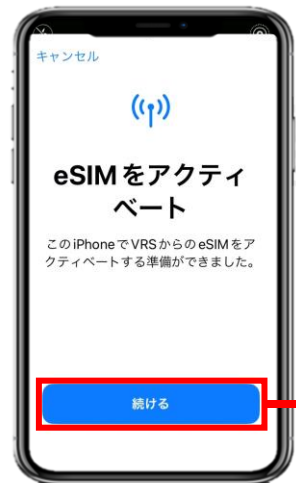 キャンセル
eSIMをアクティ
ベート
このiPhoneでVRSからのeSIMをア
クティベートする準備ができました。
続ける